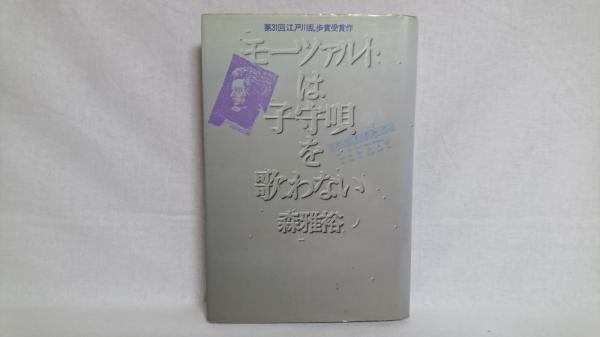 第31回江戸川乱歩賞受賞作
モーツァルト
は
子守唄
を
歌わない
森雅裕